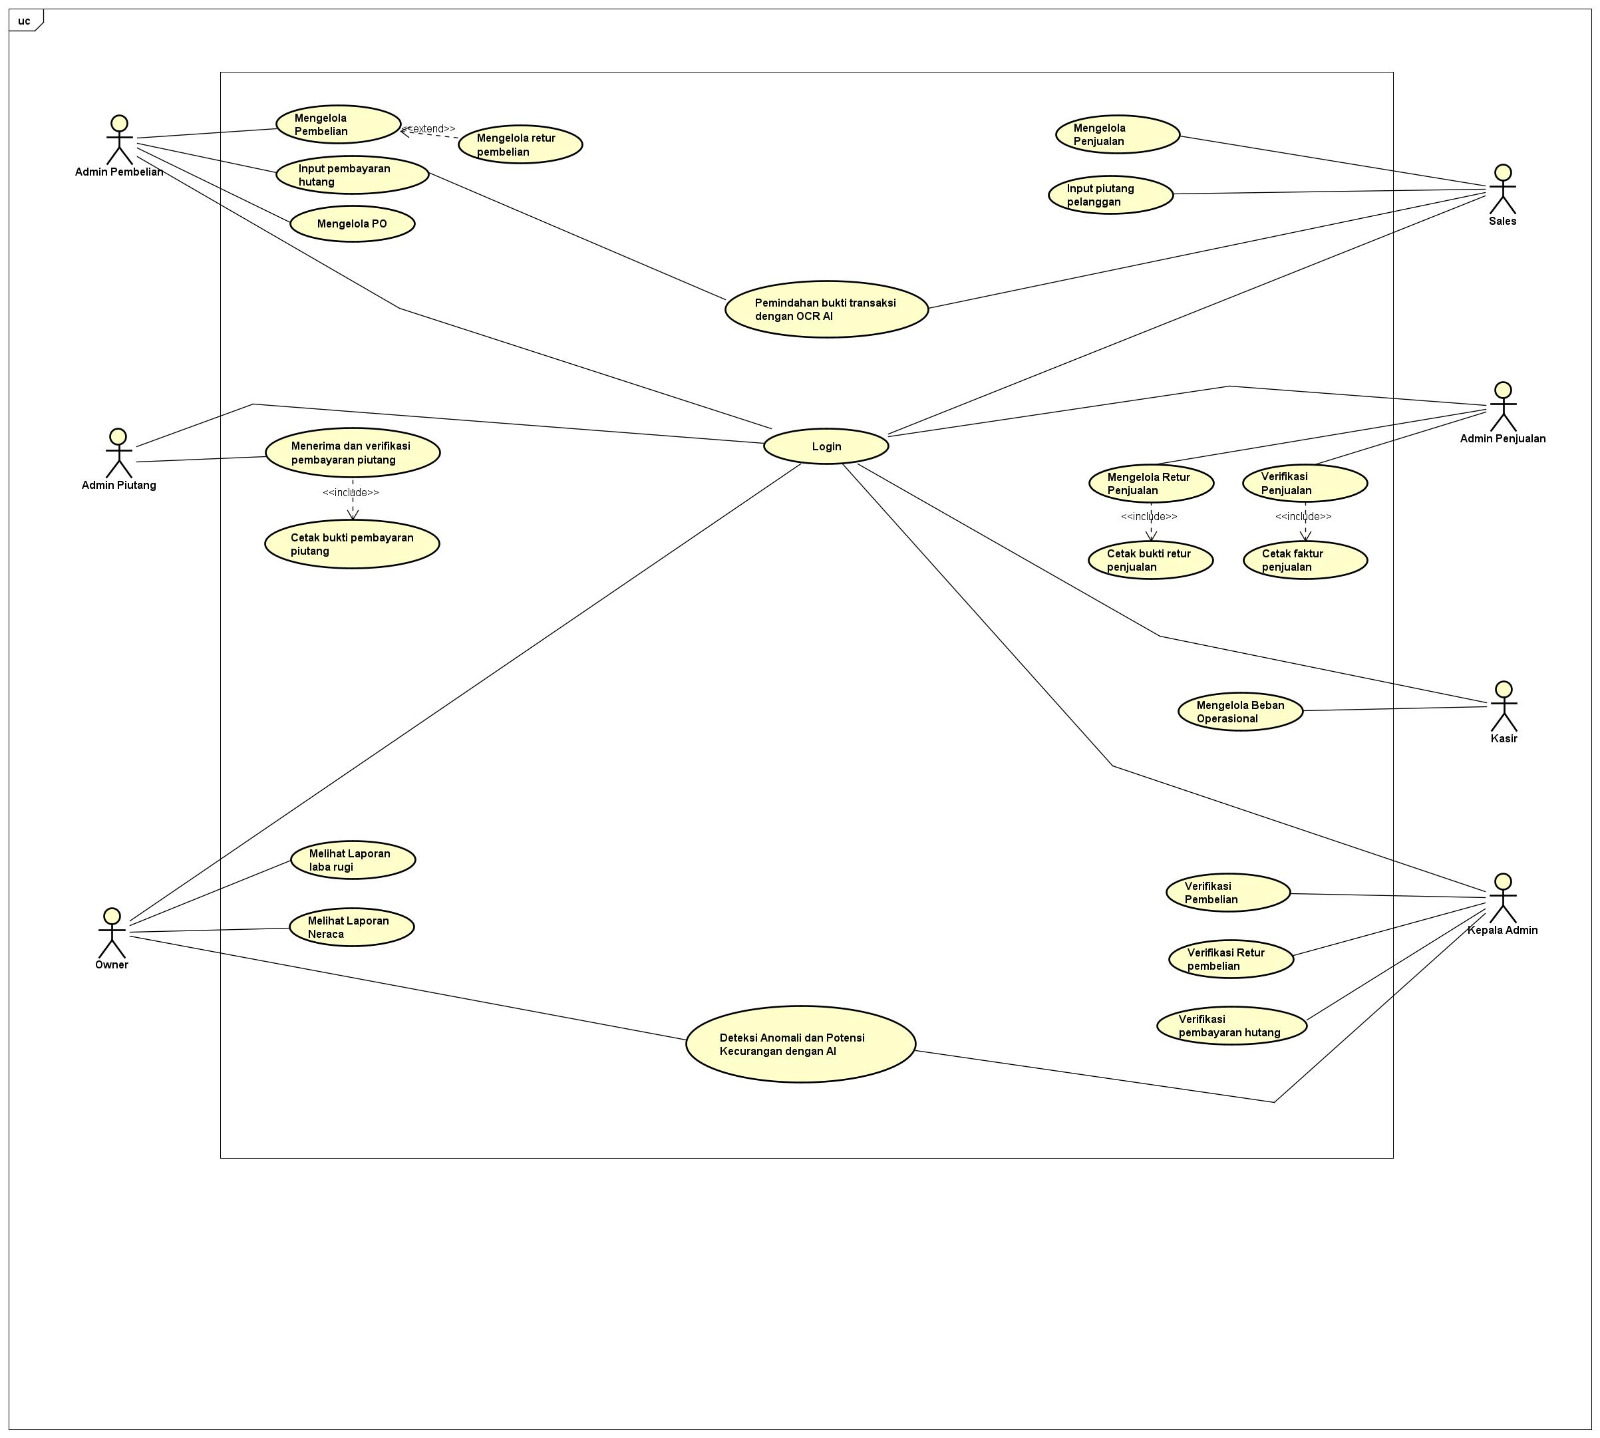 uc
Mengelola
Pembelian
<<extend>>
Mengelola retur
pembelian
Admin Pembelian
Input pembayaran
hutang
Mengelola PO
Mengelola
Penjualan
Input piutang
pelanggan
Sales
Pemindahan bukti transaksi
dengan OCR AI
Login
Admin Penjualan
Menerima dan verifikasi
pembayaran piutang
Admin Piutang
<<include>>
Cetak bukti pembayaran
piutang
Mengelola Retur
Penjualan
Verifikasi
Penjualan
<<include>>
<<include>>
Cetak bukti retur
penjualan
Cetak faktur
penjualan
Mengelola Beban
Operasional
Kasir
Melihat Laporan
laba rugi
Melihat Laporan
Neraca
Owner
Verifikasi
Pembelian
Kepala Admin
Verifikasi Retur
pembelian
Verifikasi
pembayaran hutang
Deteksi Anomali dan Potensi
Kecurangan dengan AI